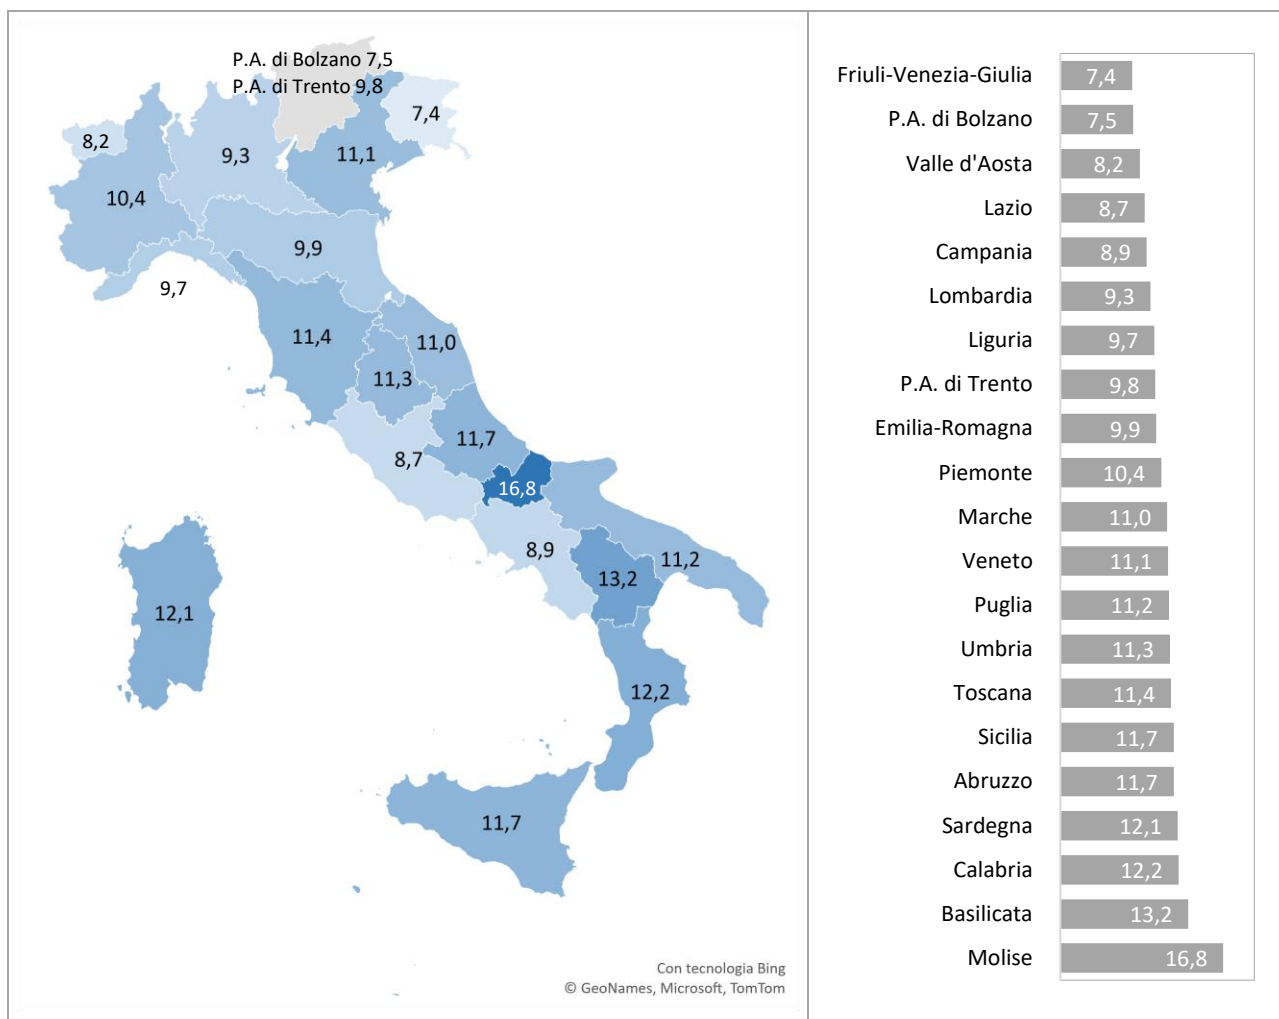 P.A. di Bolzano 7,5
P.A. di Trento 9,8
7,4
8,2
9,3
11,1
10,4
9,9
9,7
11,4
11,0
11,3
11,7
8,7
16,8
8,9
11,2
13,2
12,1
12,2
11,7
Con tecnologia Bing
© GeoNames, Microsoft, TomTom
Friuli-Venezia-Giulia 7,4
P.A. di Bolzano 7,5
Valle d'Aosta 8,2
Lazio 8,7
Campania 8,9
Lombardia 9,3
Liguria 9,7
P.A. di Trento 9,8
Emilia-Romagna 9,9
Piemonte 10,4
Marche 11,0
Veneto 11,1
Puglia 11,2
Umbria 11,3
Toscana 11,4
Sicilia 11,7
Abruzzo 11,7
Sardegna 12,1
Calabria 12,2
Basilicata 13,2
Molise 16,8